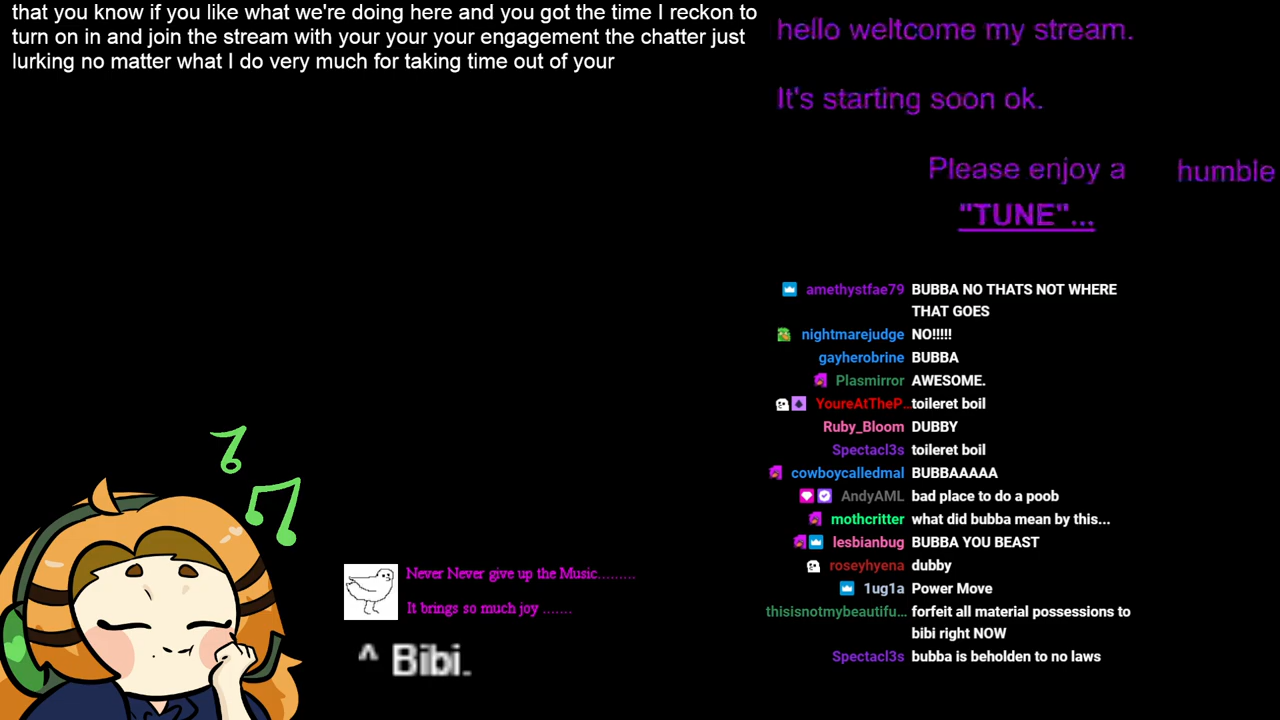 that you know if you like what we're doing here and you got the time I reckon to
turn on in and join the stream with your your your engagement the chatter just
lurking no matter what I do very much for taking time out of your
hello weltcome my stream.
It's starting soon ok.
Please enjoy a humble
"TUNE"...
amethystfae79 BUBBA NO THATS NOT WHERE
THAT GOES
nightmarejudge NO!!!!!
gayherobrine BUBBA
Plasmirror AWESOME.
YoureAtTheP... toileret boil
Ruby_Bloom DUBBY
Spectacl3s toileret boil
cowboycalledmal BUBBAAAAA
AndyAML bad place to do a poob
mothcritter what did bubba mean by this...
lesbianbug BUBBA YOU BEAST
roseyhyena dubby
1ug1a Power Move
thisisnotmybeautifu... forfeit all material possessions to
bibi right NOW
Spectacl3s bubba is beholden to no laws
Never Never give up the Music.........
It brings so much joy .......
^ Bibi.